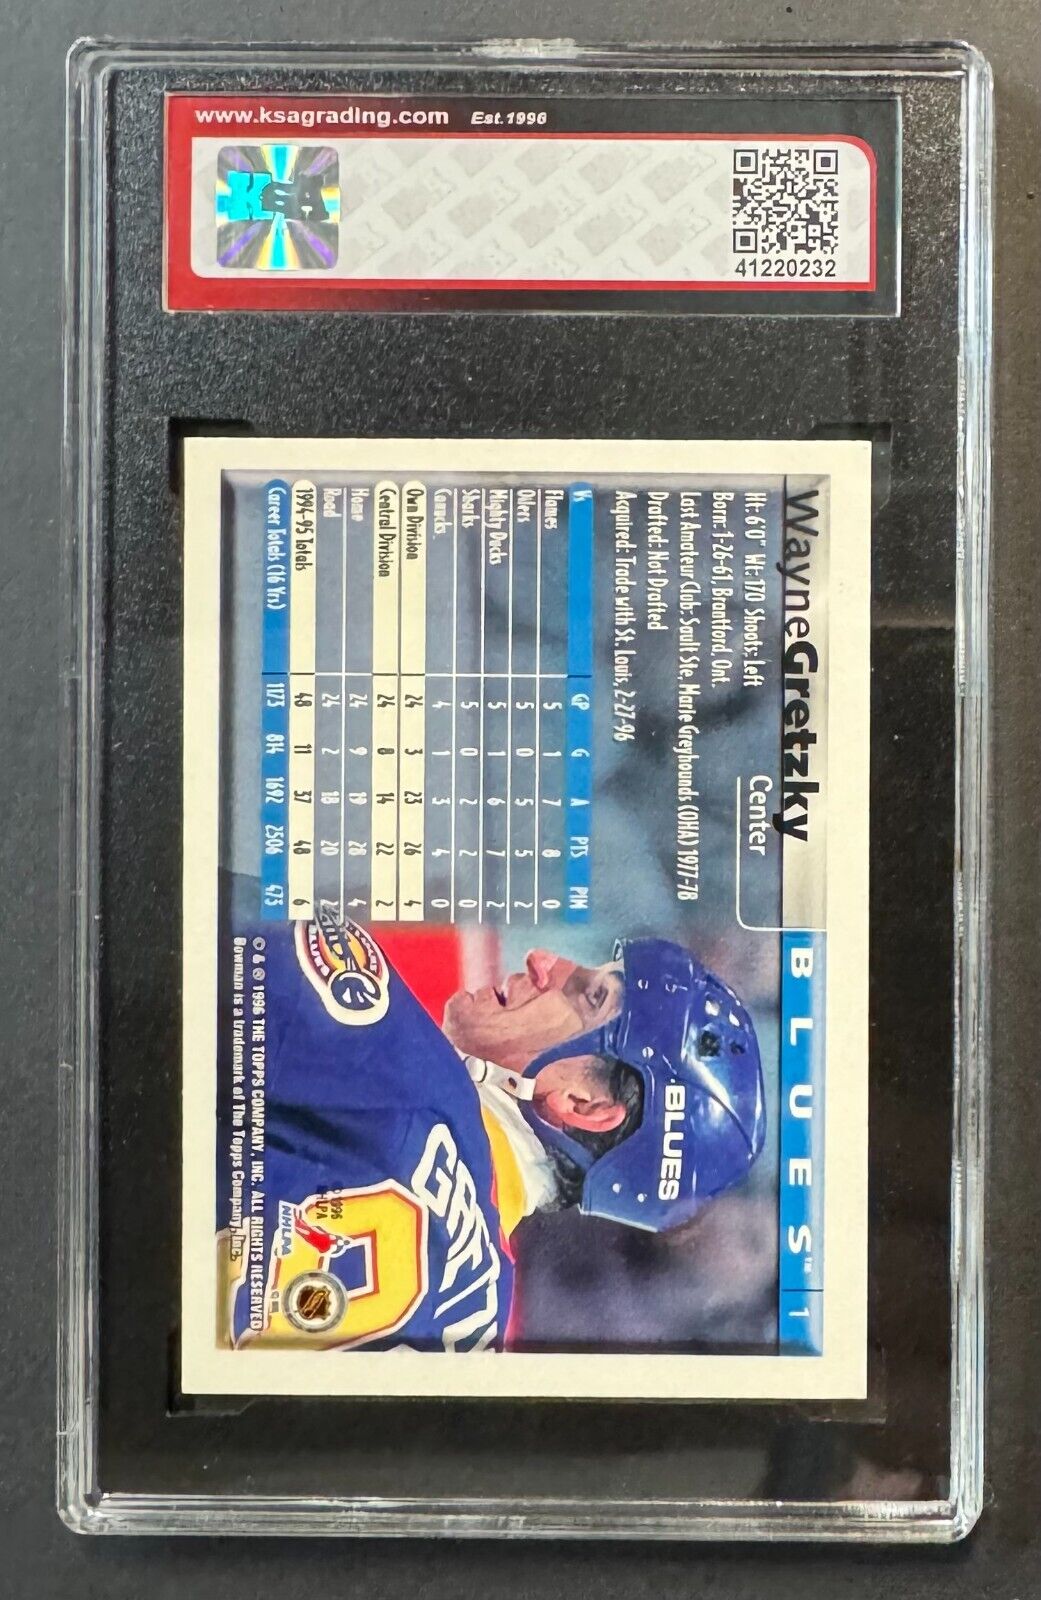 www.ksagrading.com Est. 1996
KSA
41220232
WayneGretzky BLUES™ 1
Center
Ht: 6'0" Wt: 170 Shoots: Left
Born: 1-26-61, Brantford, Ont.
Last Amateur Club: Sault Ste. Marie Greyhounds (OHA) 1977-78
Drafted: Not Drafted
Acquired: Trade with St. Louis, 2-27-96
Vs GP G A PTS PIM
Flames 5 1 7 8 0
Oilers 5 0 5 5 2
Mighty Ducks 5 1 6 7 2
Sharks 5 0 2 2 0
Canucks 4 1 3 4 0
Own Division 24 3 23 26 4
Central Division 24 8 14 22 2
Home 24 9 19 28 4
Road 24 2 18 20 2
1994-95 Totals 48 11 37 48 6
Career Totals (16 Yrs) 1173 814 1692 2506 473
BLUES
©1996
NHLPA
NHLPA
© & ® 1996 THE TOPPS COMPANY, INC. ALL RIGHTS RESERVED
Bowman is a trademark of The Topps Company, Inc.